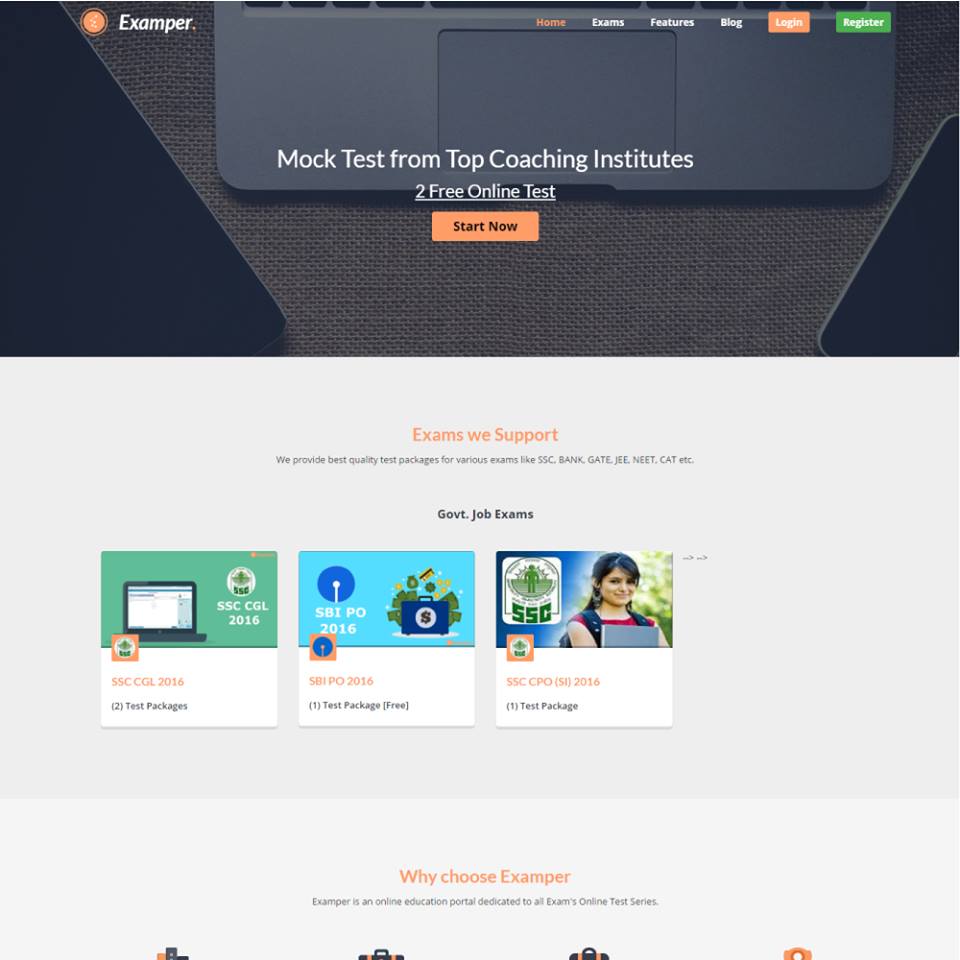 Examper.
Home Exams Features Blog Login Register
Mock Test from Top Coaching Institutes
2 Free Online Test
Start Now
Exams we Support
We provide best quality test packages for various exams like SSC, BANK, GATE, JEE, NEET, CAT etc.
Govt. Job Exams
SSC
SSC CGL
2016
SSC CGL 2016
(2) Test Packages
SBI PO
2016
SBI PO 2016
(1) Test Package [Free]
SSC
SSC CPO (SI) 2016
(1) Test Package
--> -->
Why choose Examper
Examper is an online education portal dedicated to all Exam's Online Test Series.